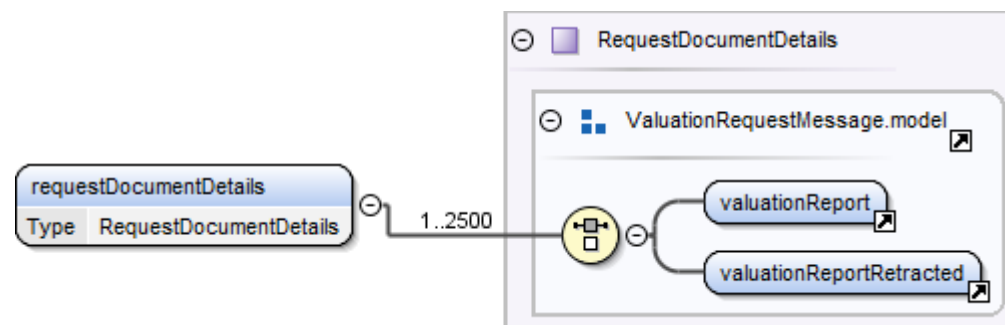 RequestDocumentDetails
ValuationRequestMessage.model
requestDocumentDetails
Type RequestDocumentDetails
1..2500
valuationReport
valuationReportRetracted